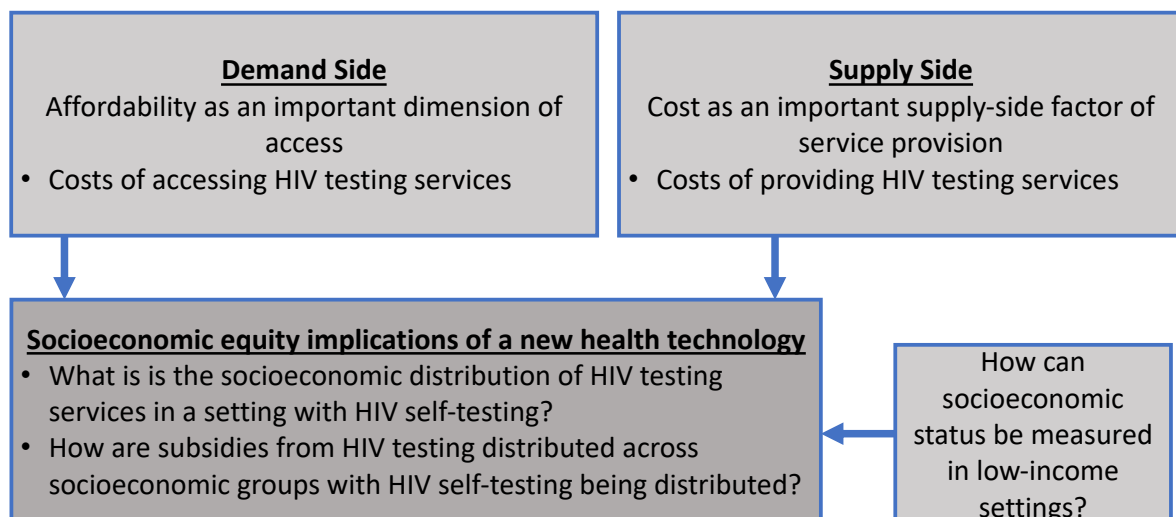 Demand Side
Affordability as an important dimension of
access
• Costs of accessing HIV testing services
Supply Side
Cost as an important supply-side factor of
service provision
• Costs of providing HIV testing services
Socioeconomic equity implications of a new health technology
• What is is the socioeconomic distribution of HIV testing
services in a setting with HIV self-testing?
• How are subsidies from HIV testing distributed across
socioeconomic groups with HIV self-testing being distributed?
How can
socioeconomic
status be measured
in low-income
settings?